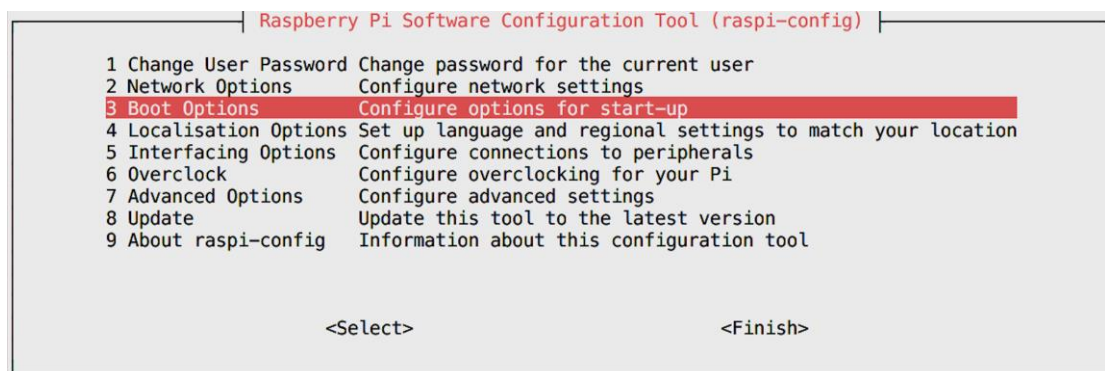 Raspberry Pi Software Configuration Tool (raspi-config)
1 Change User Password Change password for the current user
2 Network Options Configure network settings
3 Boot Options Configure options for start-up
4 Localisation Options Set up language and regional settings to match your location
5 Interfacing Options Configure connections to peripherals
6 Overclock Configure overclocking for your Pi
7 Advanced Options Configure advanced settings
8 Update Update this tool to the latest version
9 About raspi-config Information about this configuration tool
<Select> <Finish>